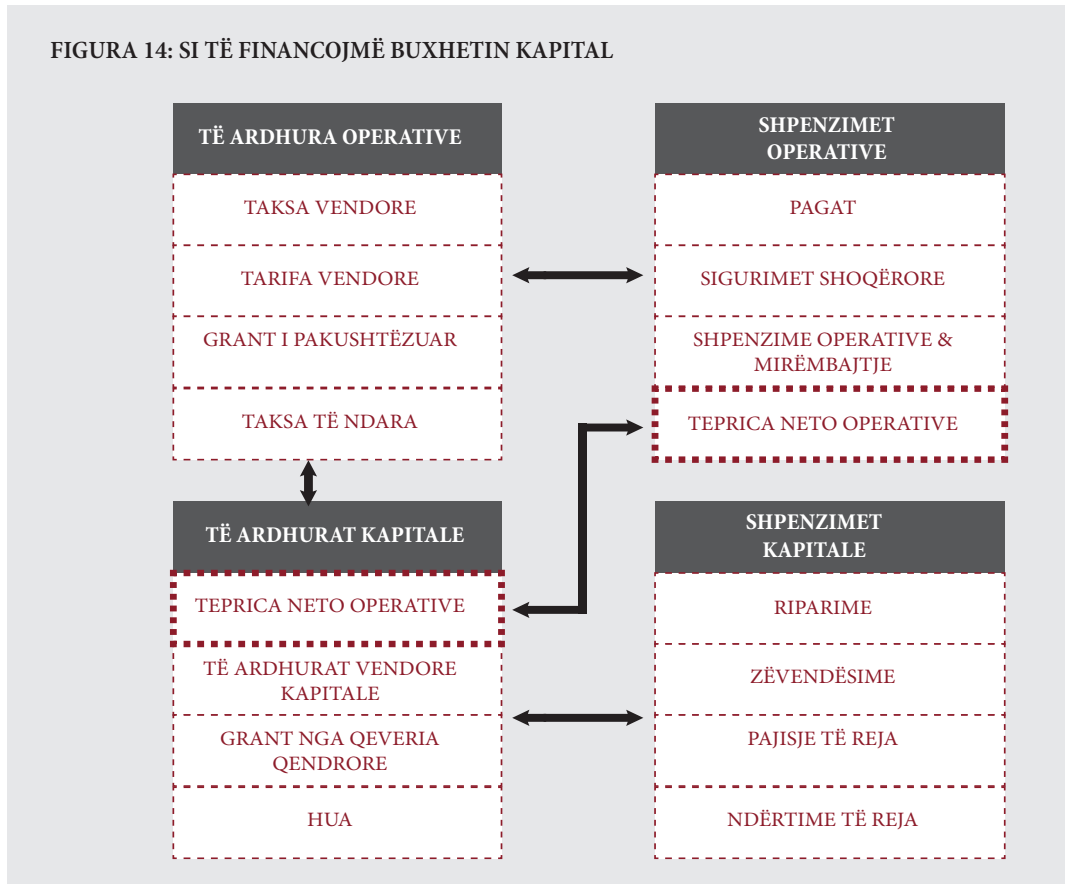 FIGURA 14: SI TË FINANCOJMË BUXHETIN KAPITAL
TË ARDHURA OPERATIVE
TAKSA VENDORE
TARIFA VENDORE
GRANT I PAKUSHTËZUAR
TAKSA TË NDARA
SHPENZIMET
OPERATIVE
PAGAT
SIGURIMET SHOQËRORE
SHPENZIME OPERATIVE &
MIRËMBAJTJE
TEPRICA NETO OPERATIVE
TË ARDHURAT KAPITALE
TEPRICA NETO OPERATIVE
TË ARDHURAT VENDORE
KAPITALE
GRANT NGA QEVERIA
QENDRORE
HUA
SHPENZIMET
KAPITALE
RIPARIME
ZËVENDËSIME
PAJISJE TË REJA
NDËRTIME TË REJA